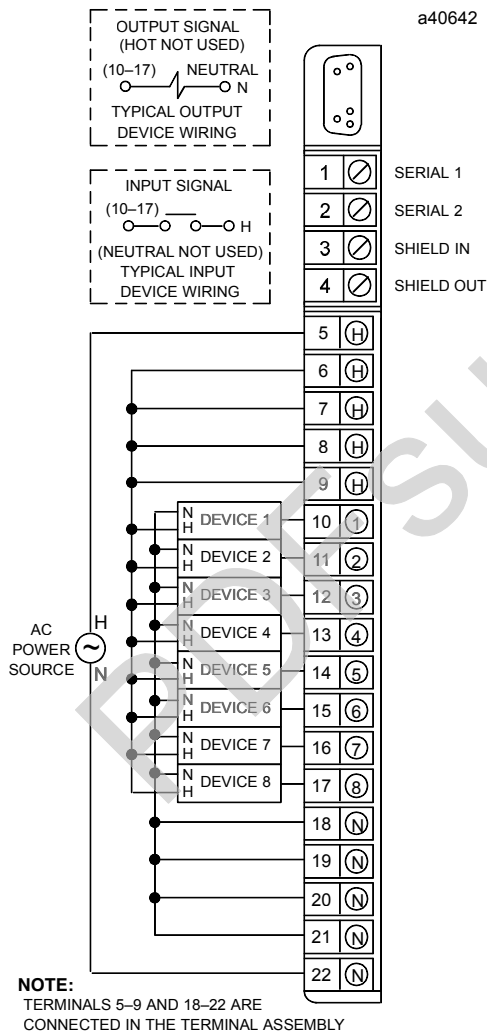 a40642
OUTPUT SIGNAL
(HOT NOT USED)
(10–17) NEUTRAL
N
TYPICAL OUTPUT
DEVICE WIRING
INPUT SIGNAL
(10–17)
H
(NEUTRAL NOT USED)
TYPICAL INPUT
DEVICE WIRING
1 SERIAL 1
2 SERIAL 2
3 SHIELD IN
4 SHIELD OUT
5 H
6 H
7 H
8 H
9 H
N
H DEVICE 1 10 1
N
H DEVICE 2 11 2
N
H DEVICE 3 12 3
N
H DEVICE 4 13 4
N
H DEVICE 5 14 5
N
H DEVICE 6 15 6
N
H DEVICE 7 16 7
N
H DEVICE 8 17 8
H
AC
POWER
SOURCE
N
18 N
19 N
20 N
21 N
22 N
NOTE:
TERMINALS 5–9 AND 18–22 ARE
CONNECTED IN THE TERMINAL ASSEMBLY